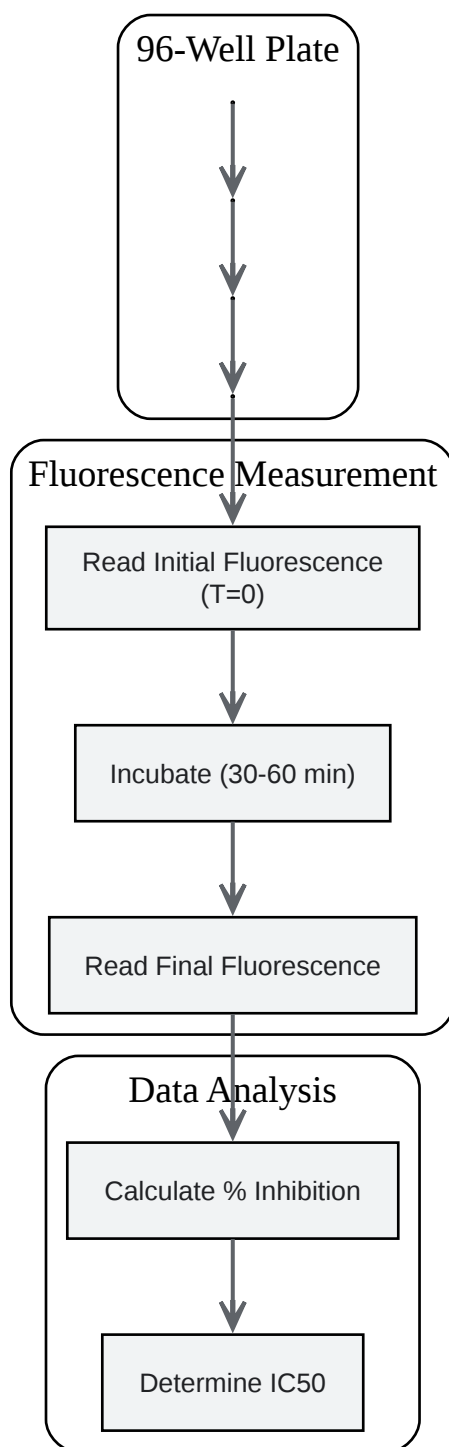 96-Well Plate
Fluorescence Measurement
Read Initial Fluorescence
(T=0)
Incubate (30-60 min)
Read Final Fluorescence
Data Analysis
Calculate % Inhibition
Determine IC50